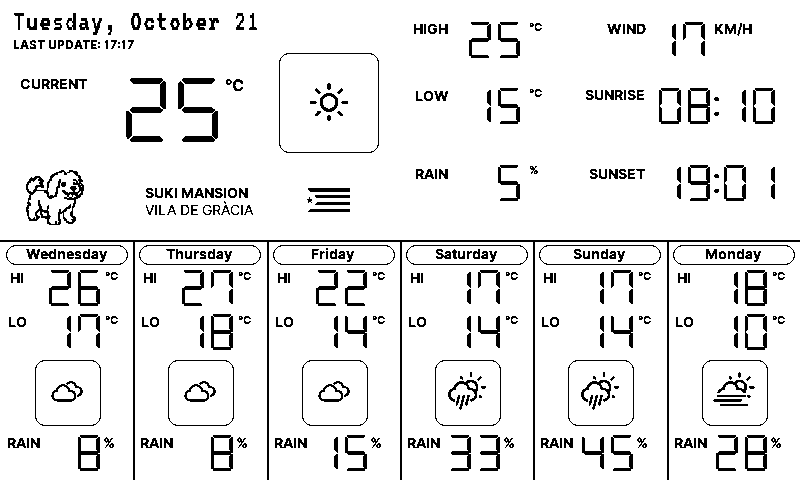 Tuesday, October 21
LAST UPDATE: 17:17
CURRENT 25 °C
SUKI MANSION
VILA DE GRÀCIA
HIGH 25 °C
LOW 15 °C
RAIN 5 %
WIND 17 KM/H
SUNRISE 08:10
SUNSET 19:01
Wednesday
HI 26 °C
LO 17 °C
RAIN 8 %
Thursday
HI 27 °C
LO 18 °C
RAIN 8 %
Friday
HI 22 °C
LO 14 °C
RAIN 15 %
Saturday
HI 17 °C
LO 14 °C
RAIN 33 %
Sunday
HI 17 °C
LO 14 °C
RAIN 45 %
Monday
HI 18 °C
LO 10 °C
RAIN 28 %